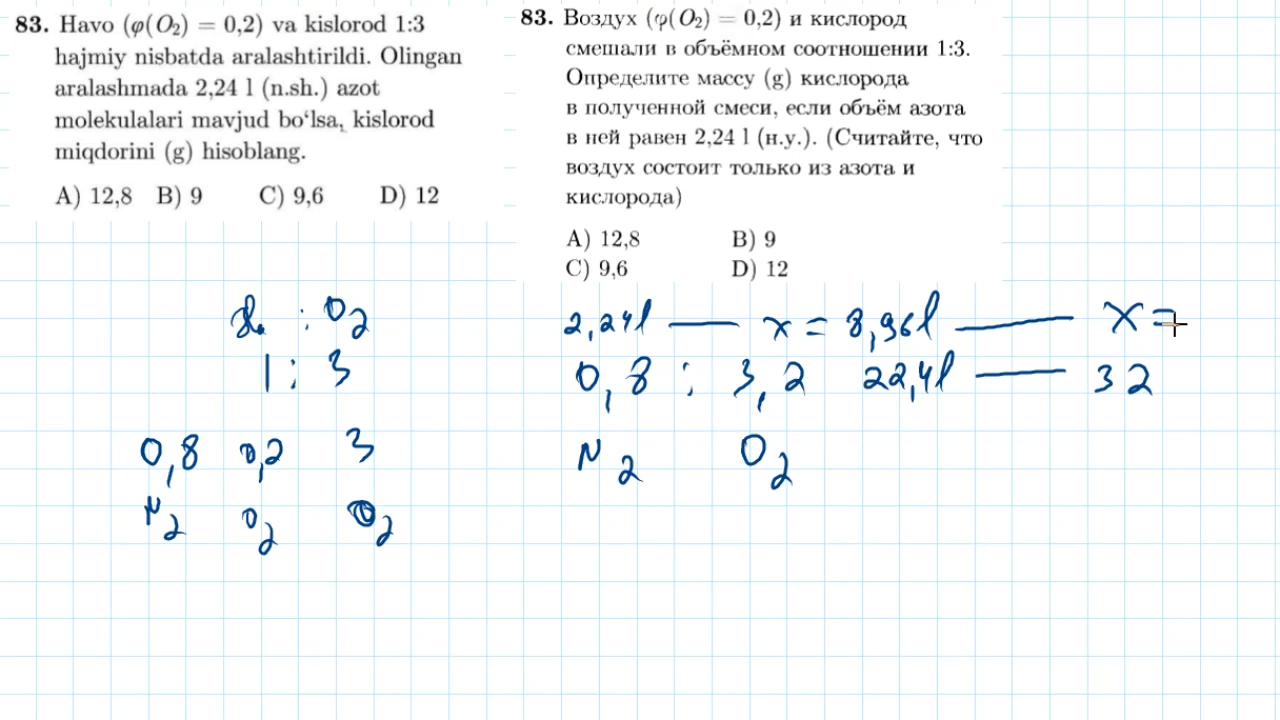 83. Havo (φ(O₂) = 0,2) va kislorod 1:3
hajmiy nisbatda aralashtirildi. Olingan
aralashmada 2,24 l (n.sh.) azot
molekulalari mavjud bo‘lsa, kislorod
miqdorini (g) hisoblang.
A) 12,8 B) 9 C) 9,6 D) 12
83. Воздух (φ(O₂) = 0,2) и кислород
смешали в объёмном соотношении 1:3.
Определите массу (g) кислорода
в полученной смеси, если объём азота
в ней равен 2,24 l (н.у.). (Считайте, что
воздух состоит только из азота и
кислорода)
A) 12,8 B) 9
C) 9,6 D) 12
: O₂
1 : 3
0,8 0,2 3
N₂ O₂ O₂
2,24l — x = 8,96l — x =
0,8 : 3,2 22,4l — 32
N₂ O₂